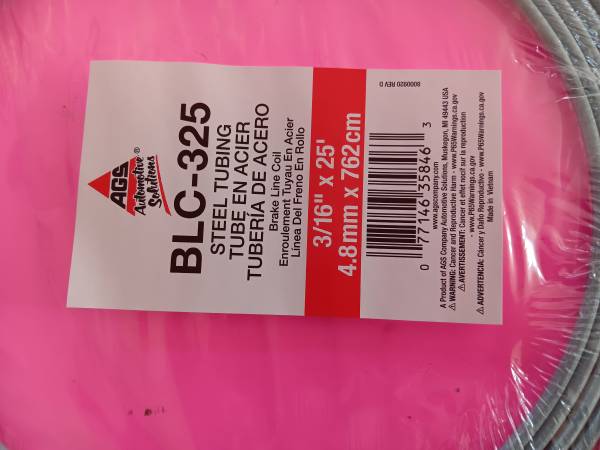 AGS
Automotive
Solutions
BLC-325
STEEL TUBING
TUBE EN ACIER
TUBERÍA DE ACERO
Brake Line Coil
Enroulement Tuyau En Acier
Línea Del Freno En Rollo
3/16" x 25'
4.8mm x 762cm
8000920 REV D
0 77146 35846 3
A Product of AGS Company Automotive Solutions, Muskegon, MI 49443 USA
www.agscompany.com
⚠ WARNING: Cancer and Reproductive Harm - www.P65Warnings.ca.gov
⚠ AVERTISSEMENT: Cancer et effet nocif sur la reproduction
www.P65Warnings.ca.gov
⚠ ADVERTENCIA: Cáncer y Daño Reproductivo - www.P65Warnings.ca.gov
Made in Vietnam